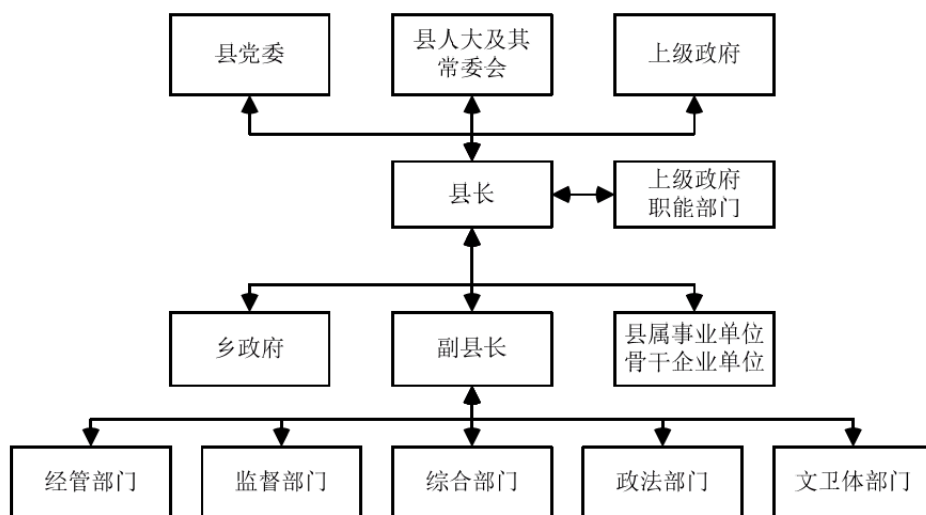 县党委
县人大及其
常委会
上级政府
县长
上级政府
职能部门
乡政府
副县长
县属事业单位
骨干企业单位
经管部门
监督部门
综合部门
政法部门
文卫体部门